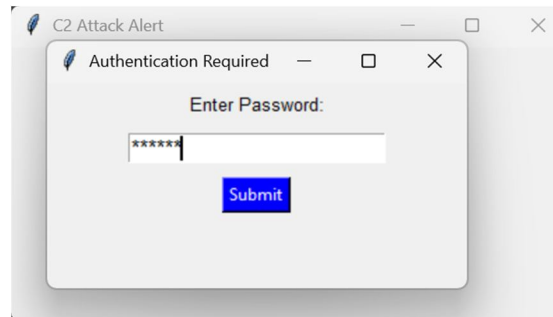 C2 Attack Alert
Authentication Required
Enter Password:
******
Submit